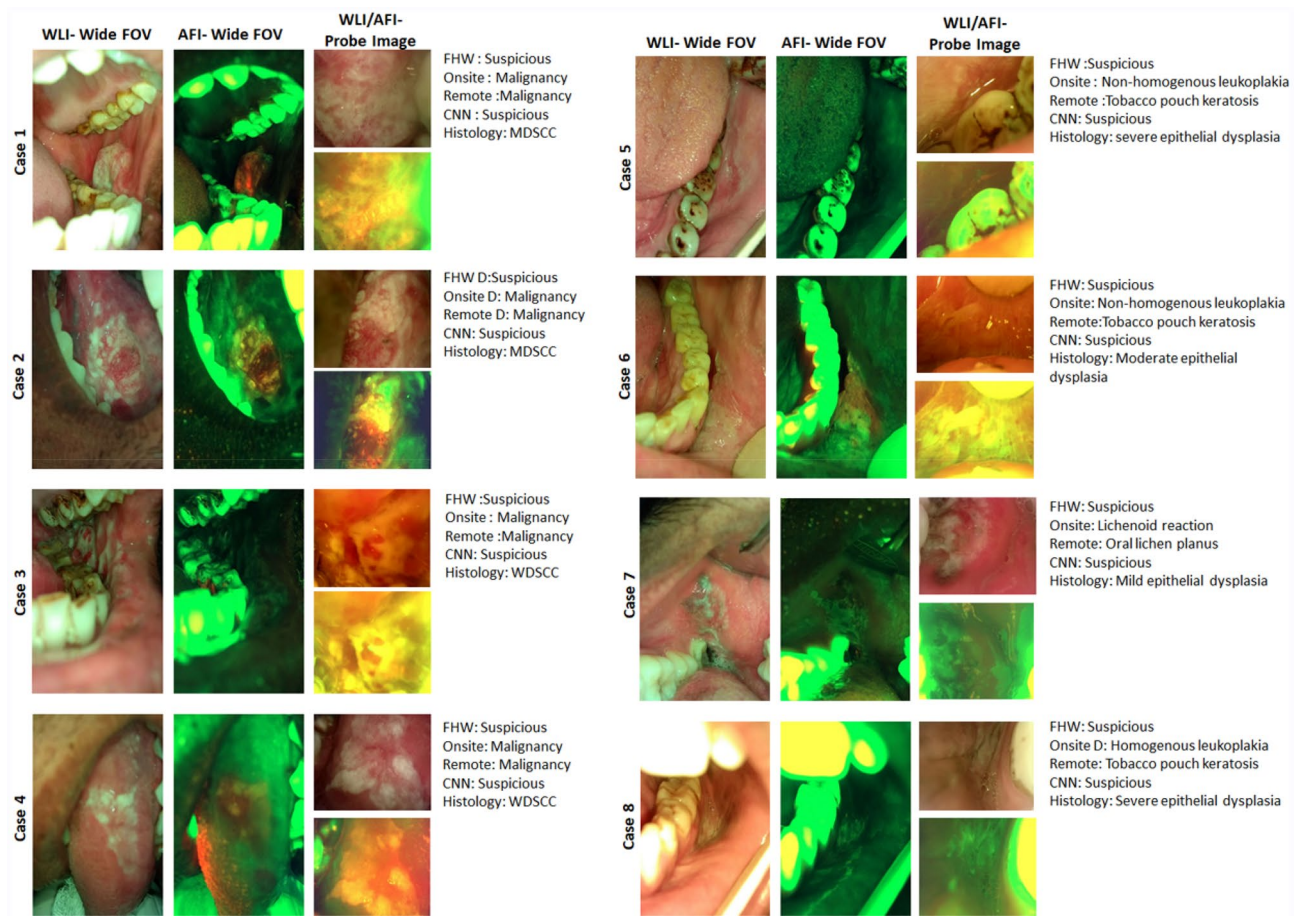 WLI- Wide FOV
AFI- Wide FOV
WLI/AFI-
Probe Image
Case 1
FHW : Suspicious
Onsite : Malignancy
Remote :Malignancy
CNN : Suspicious
Histology: MDSCC
Case 2
FHW D:Suspicious
Onsite D: Malignancy
Remote D: Malignancy
CNN: Suspicious
Histology: MDSCC
Case 3
FHW :Suspicious
Onsite : Malignancy
Remote :Malignancy
CNN: Suspicious
Histology: WDSCC
Case 4
FHW: Suspicious
Onsite: Malignancy
Remote: Malignancy
CNN: Suspicious
Histology: WDSCC
WLI- Wide FOV
AFI- Wide FOV
WLI/AFI-
Probe Image
Case 5
FHW :Suspicious
Onsite : Non-homogenous leukoplakia
Remote :Tobacco pouch keratosis
CNN: Suspicious
Histology: severe epithelial dysplasia
Case 6
FHW: Suspicious
Onsite: Non-homogenous leukoplakia
Remote:Tobacco pouch keratosis
CNN: Suspicious
Histology: Moderate epithelial
dysplasia
Case 7
FHW: Suspicious
Onsite: Lichenoid reaction
Remote: Oral lichen planus
CNN: Suspicious
Histology: Mild epithelial dysplasia
Case 8
FHW: Suspicious
Onsite D: Homogenous leukoplakia
Remote: Tobacco pouch keratosis
CNN: Suspicious
Histology: Severe epithelial dysplasia